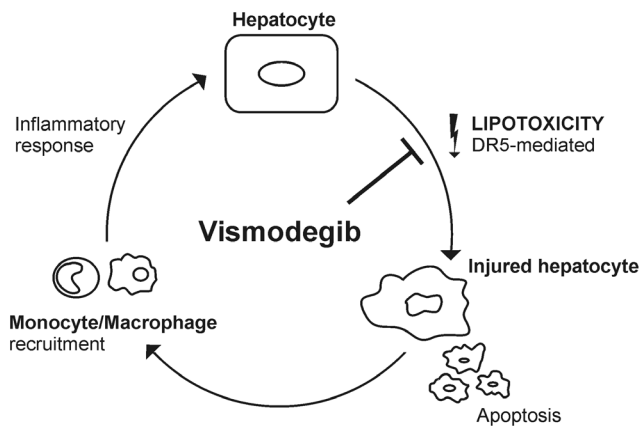 Hepatocyte
Inflammatory
response
LIPOTOXICITY
DR5-mediated
Vismodegib
Injured hepatocyte
Monocyte/Macrophage
recruitment
Apoptosis